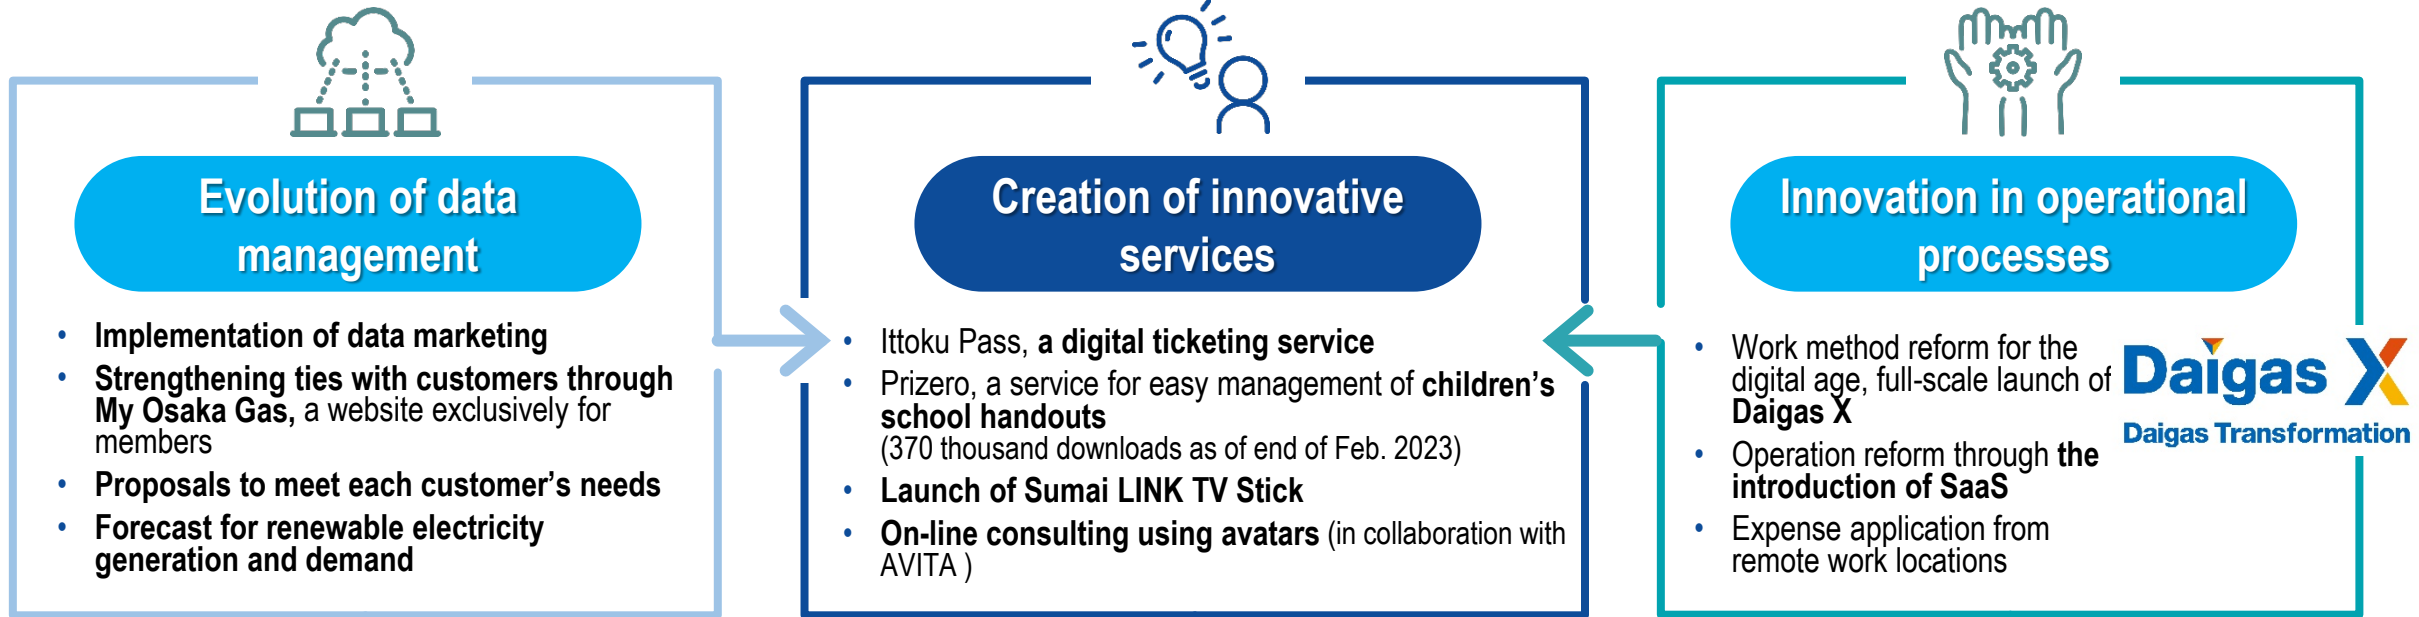 Evolution of data
management
• Implementation of data marketing
• Strengthening ties with customers through
My Osaka Gas, a website exclusively for
members
• Proposals to meet each customer’s needs
• Forecast for renewable electricity
generation and demand
Creation of innovative
services
• Ittoku Pass, a digital ticketing service
• Prizero, a service for easy management of children’s
school handouts
(370 thousand downloads as of end of Feb. 2023)
• Launch of Sumai LINK TV Stick
• On-line consulting using avatars (in collaboration with
AVITA )
Innovation in operational
processes
• Work method reform for the
digital age, full-scale launch of
Daigas X
• Operation reform through the
introduction of SaaS
• Expense application from
remote work locations
Daigas X
Daigas Transformation